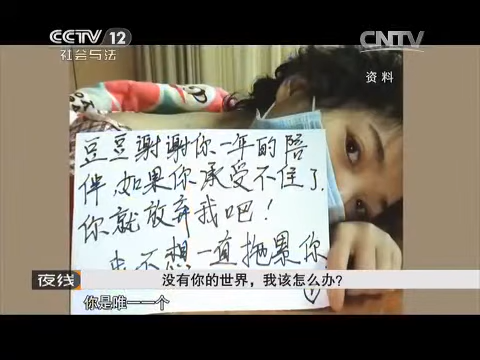 CCTV 12
社会与法
CNTV
资料
豆豆谢谢你一年的陪
伴,如果你承受不住了,
你就放弃我吧!
不想一直拖累你
夜线
没有你的世界，我该怎么办?
你是唯一一个